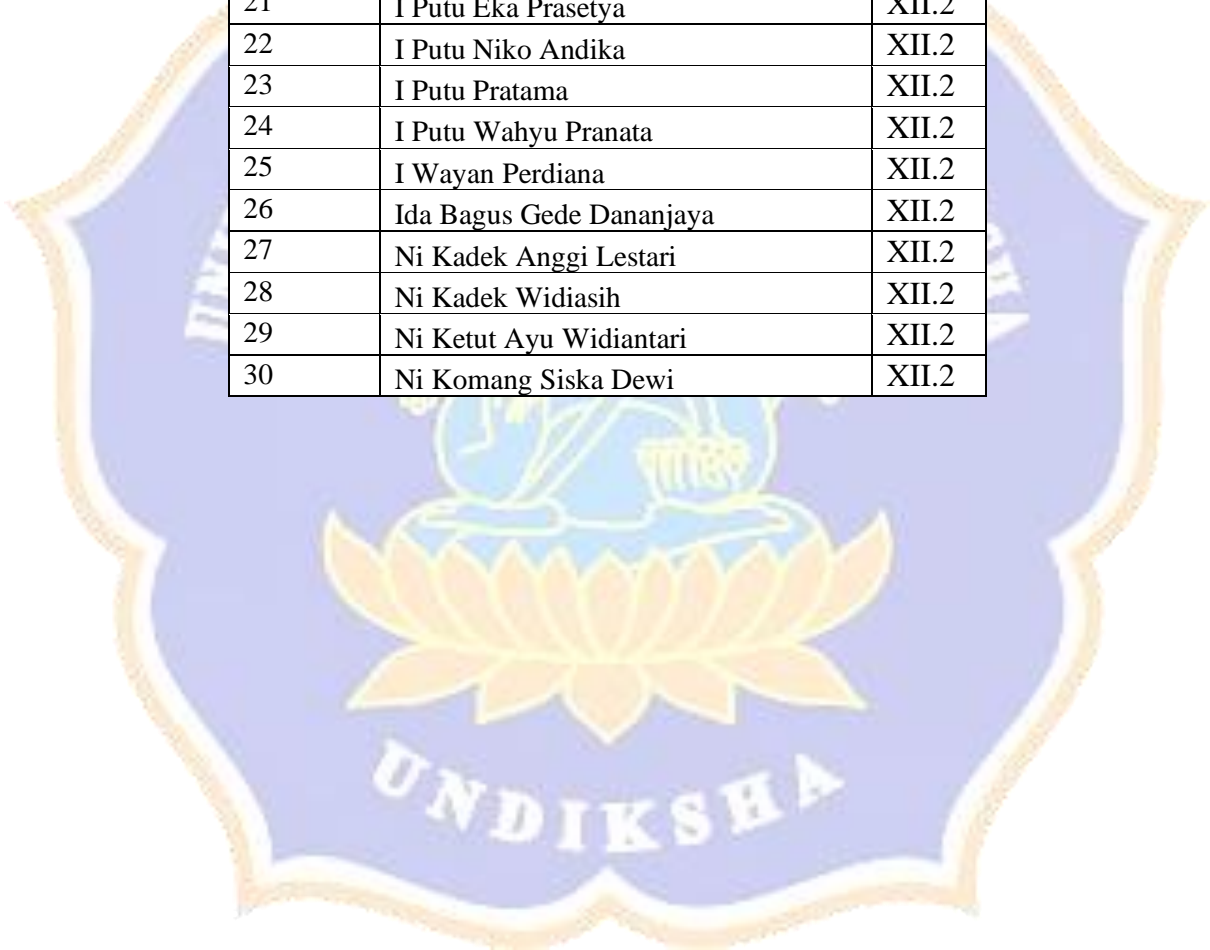 21 I Putu Eka Prasetya XII.2
22 I Putu Niko Andika XII.2
23 I Putu Pratama XII.2
24 I Putu Wahyu Pranata XII.2
25 I Wayan Perdiana XII.2
26 Ida Bagus Gede Dananjaya XII.2
27 Ni Kadek Anggi Lestari XII.2
28 Ni Kadek Widiasih XII.2
29 Ni Ketut Ayu Widiantari XII.2
30 Ni Komang Siska Dewi XII.2
UNDIKSHA